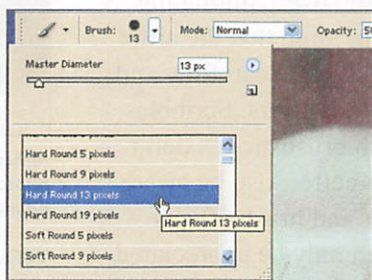 Brush: 13 Mode: Normal Opacity: 50
Master Diameter 13 px
Hard Round 5 pixels
Hard Round 9 pixels
Hard Round 13 pixels
Hard Round 19 pixels
Hard Round 13 pixels
Soft Round 5 pixels
Soft Round 9 pixels